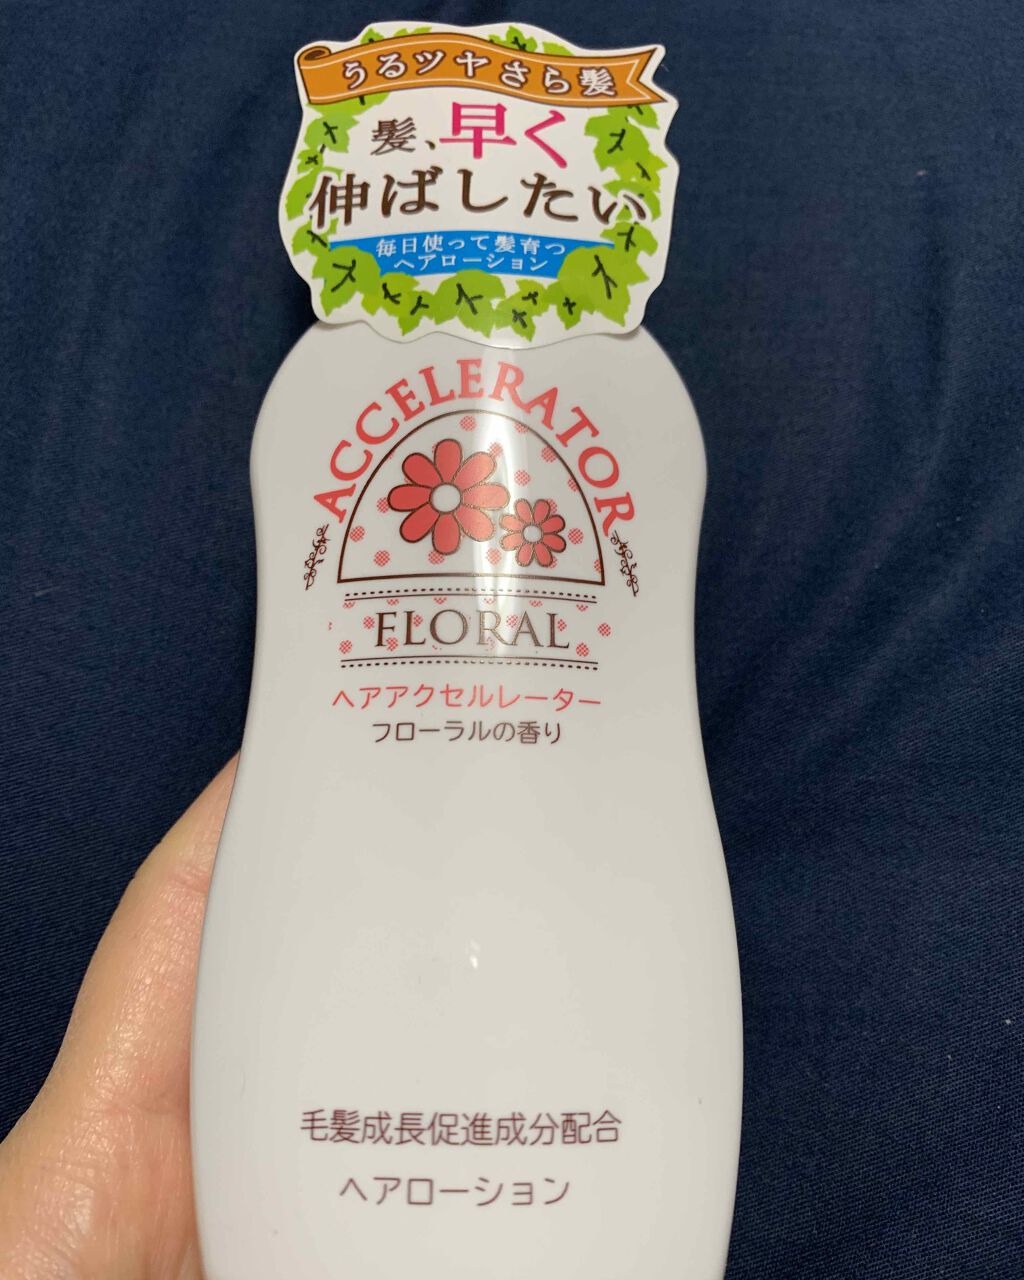 うるツヤさら髪
髪、早く
伸ばしたい
毎日使って髪育つ
ヘアローション
ACCELERATOR
FLORAL
ヘアアクセルレーター
フローラルの香り
毛髪成長促進成分配合
ヘアローション